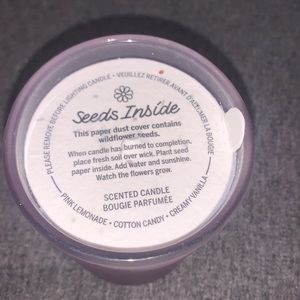 PLEASE REMOVE BEFORE LIGHTING CANDLE • VEUILLEZ RETIRER AVANT D'ALLUMER LA BOUGIE
Seeds Inside
This paper dust cover contains
wildflower seeds.
When candle has burned to completion,
place fresh soil over wick. Plant seed
paper inside. Add water and sunshine.
Watch the flowers grow.
SCENTED CANDLE
BOUGIE PARFUMÉE
PINK LEMONADE • COTTON CANDY • CREAMY VANILLA